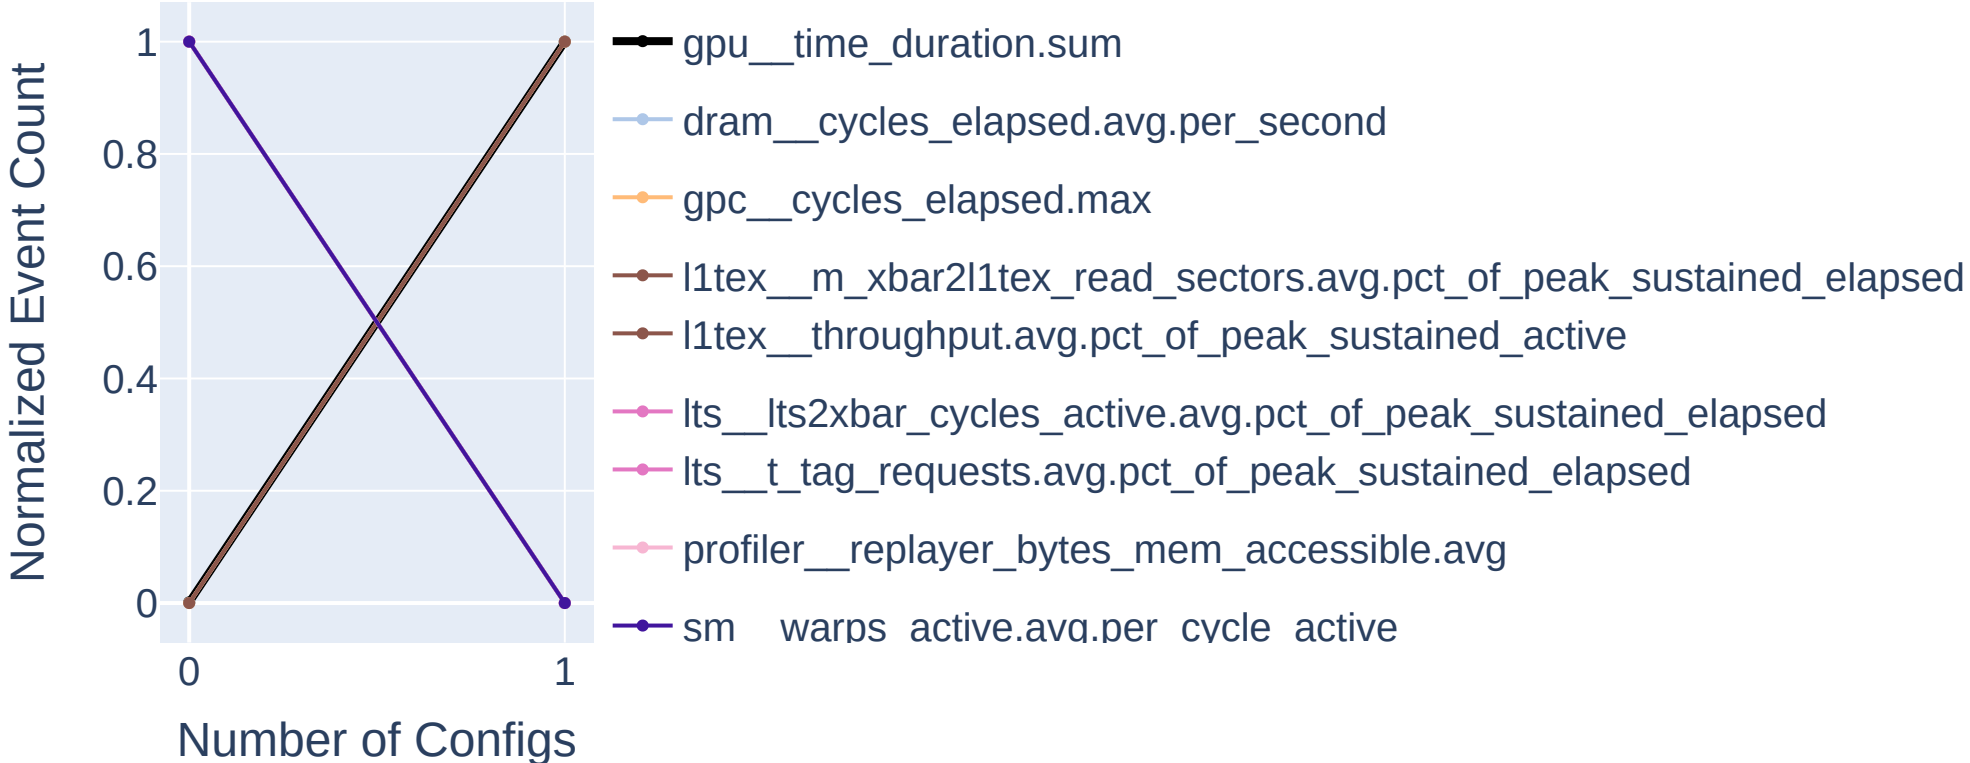 Normalized Event Count
1
0.8
0.6
0.4
0.2
0
0
1
Number of Configs
gpu__time_duration.sum
dram__cycles_elapsed.avg.per_second
gpc__cycles_elapsed.max
l1tex__m_xbar2l1tex_read_sectors.avg.pct_of_peak_sustained_elapsed
l1tex__throughput.avg.pct_of_peak_sustained_active
lts__lts2xbar_cycles_active.avg.pct_of_peak_sustained_elapsed
lts__t_tag_requests.avg.pct_of_peak_sustained_elapsed
profiler__replayer_bytes_mem_accessible.avg
sm__warps_active.avg.per_cycle_active